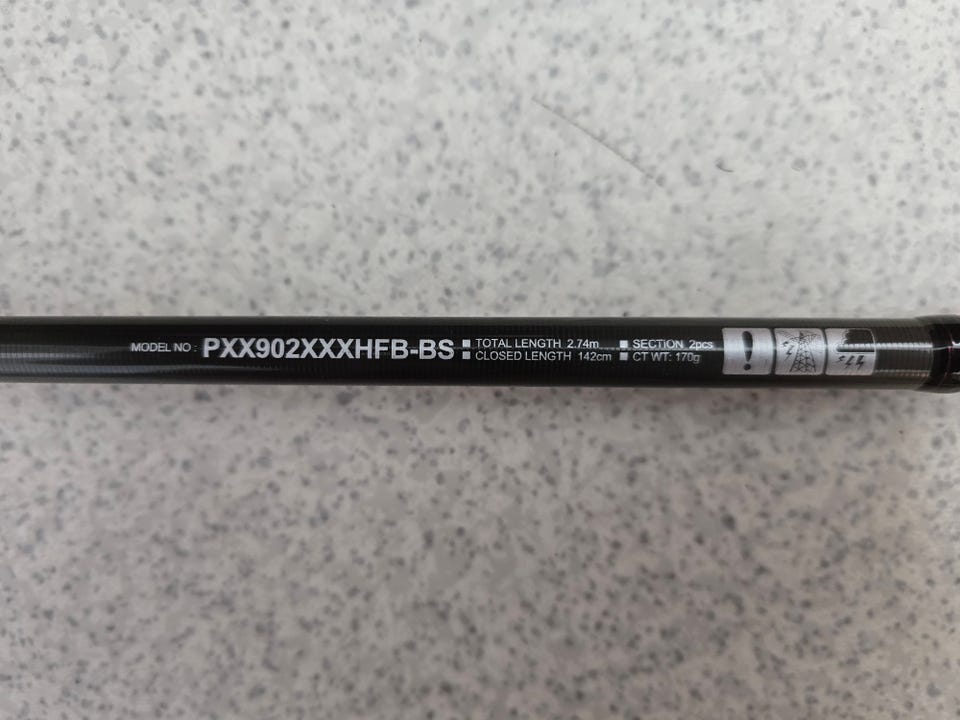 MODEL NO : PXX902XXXHFB-BS ■ TOTAL LENGTH 2.74m ■ SECTION 2pcs
■ CLOSED LENGTH 142cm ■ CT WT: 170g